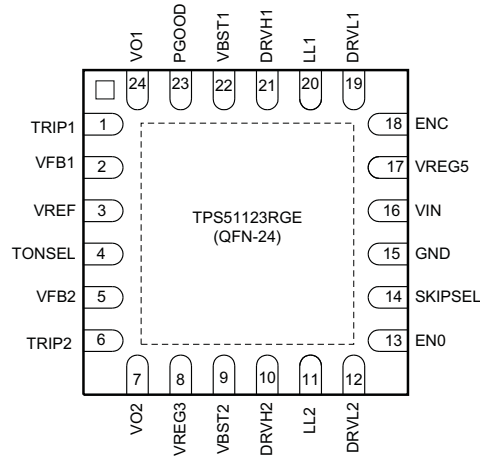 VO1
PGOOD
VBST1
DRVH1
LL1
DRVL1
24
23
22
21
20
19
TRIP1
1
VFB1
2
VREF
3
TONSEL
4
VFB2
5
TRIP2
6
TPS51123RGE
(QFN-24)
18
ENC
17
VREG5
16
VIN
15
GND
14
SKIPSEL
13
EN0
7
8
9
10
11
12
VO2
VREG3
VBST2
DRVH2
LL2
DRVL2